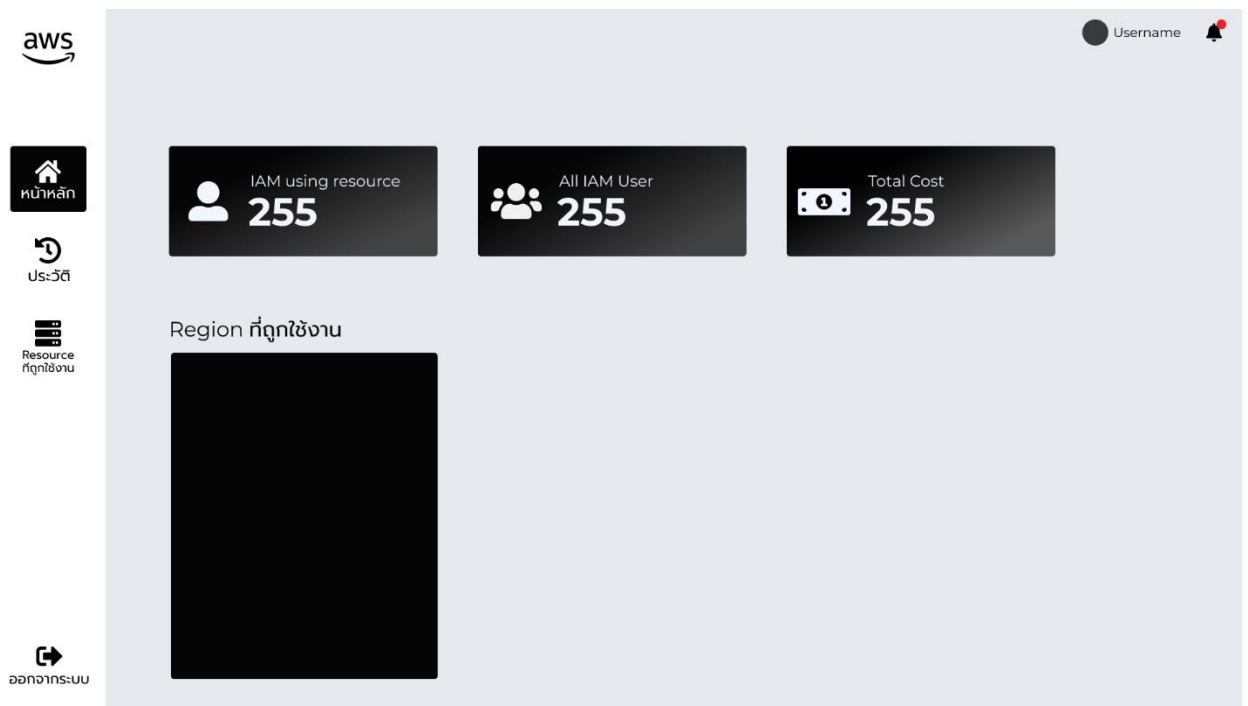 aws
Username
หน้าหลัก
ประวัติ
Resource
ที่ถูกใช้งาน
ออกจากระบบ
IAM using resource
255
All IAM User
255
1
Total Cost
255
Region ที่ถูกใช้งาน